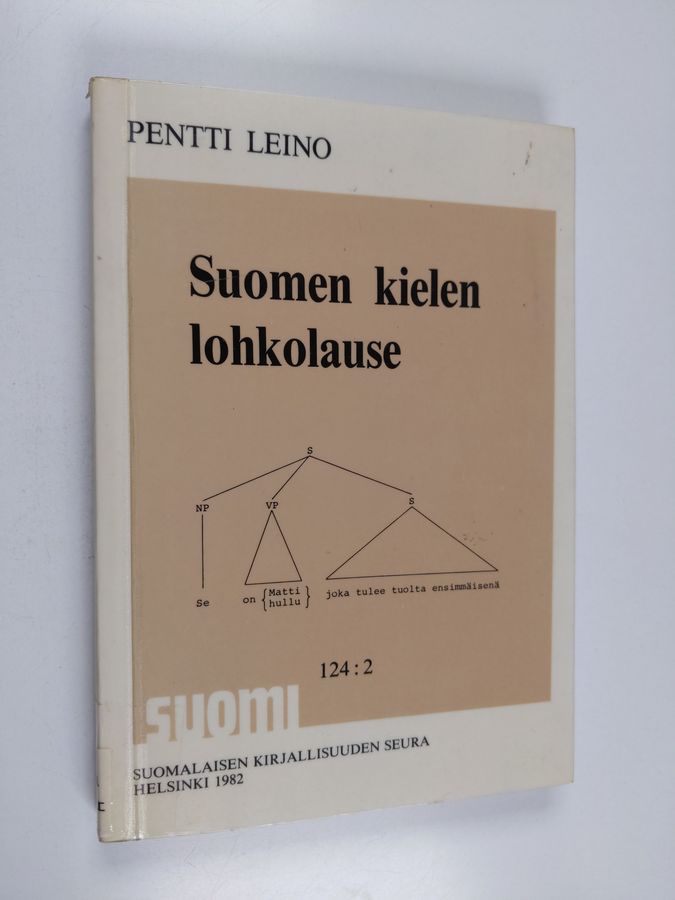 PENTTI LEINO
Suomen kielen
lohkolause
S
NP VP S
Se on { Matti hullu } joka tulee tuolta ensimmäisenä
124:2
SUOMI
SUOMALAISEN KIRJALLISUUDEN SEURA
HELSINKI 1982